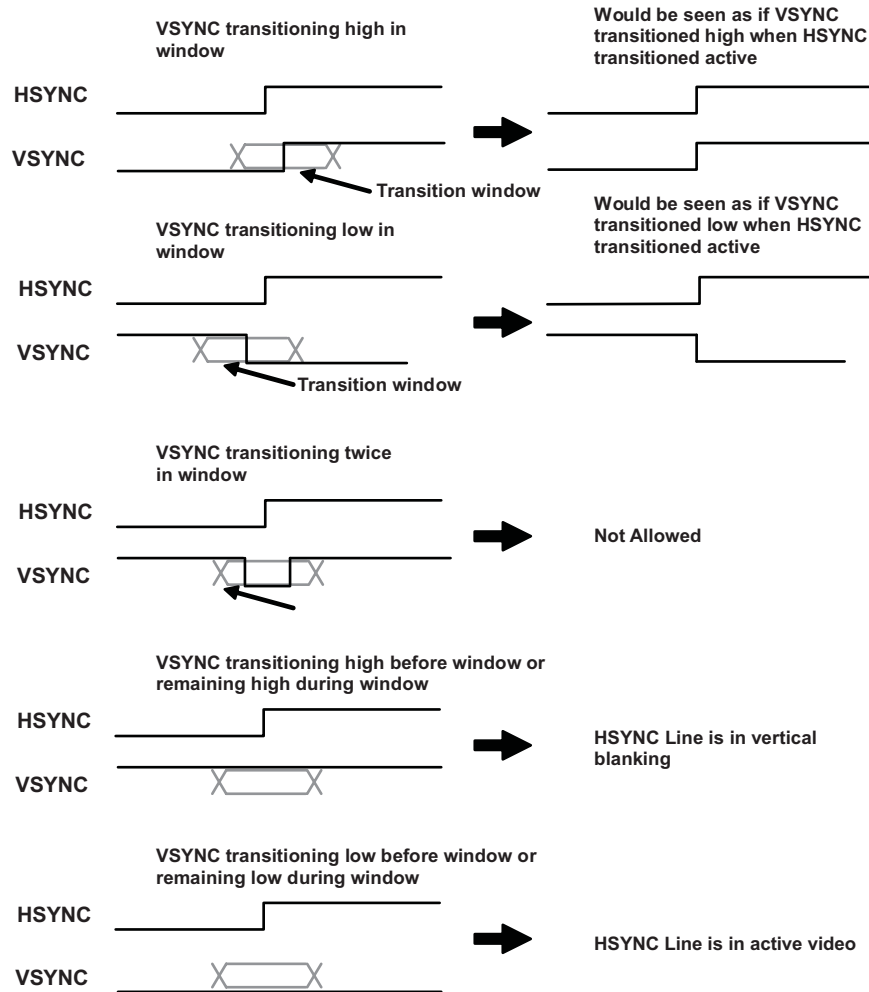 VSYNC transitioning high in
window
Would be seen as if VSYNC
transitioned high when HSYNC
transitioned active
HSYNC
VSYNC
Transition window
VSYNC transitioning low in
window
Would be seen as if VSYNC
transitioned low when HSYNC
transitioned active
HSYNC
VSYNC
Transition window
VSYNC transitioning twice
in window
HSYNC
VSYNC
Not Allowed
VSYNC transitioning high before window or
remaining high during window
HSYNC
VSYNC
HSYNC Line is in vertical
blanking
VSYNC transitioning low before window or
remaining low during window
HSYNC
VSYNC
HSYNC Line is in active video